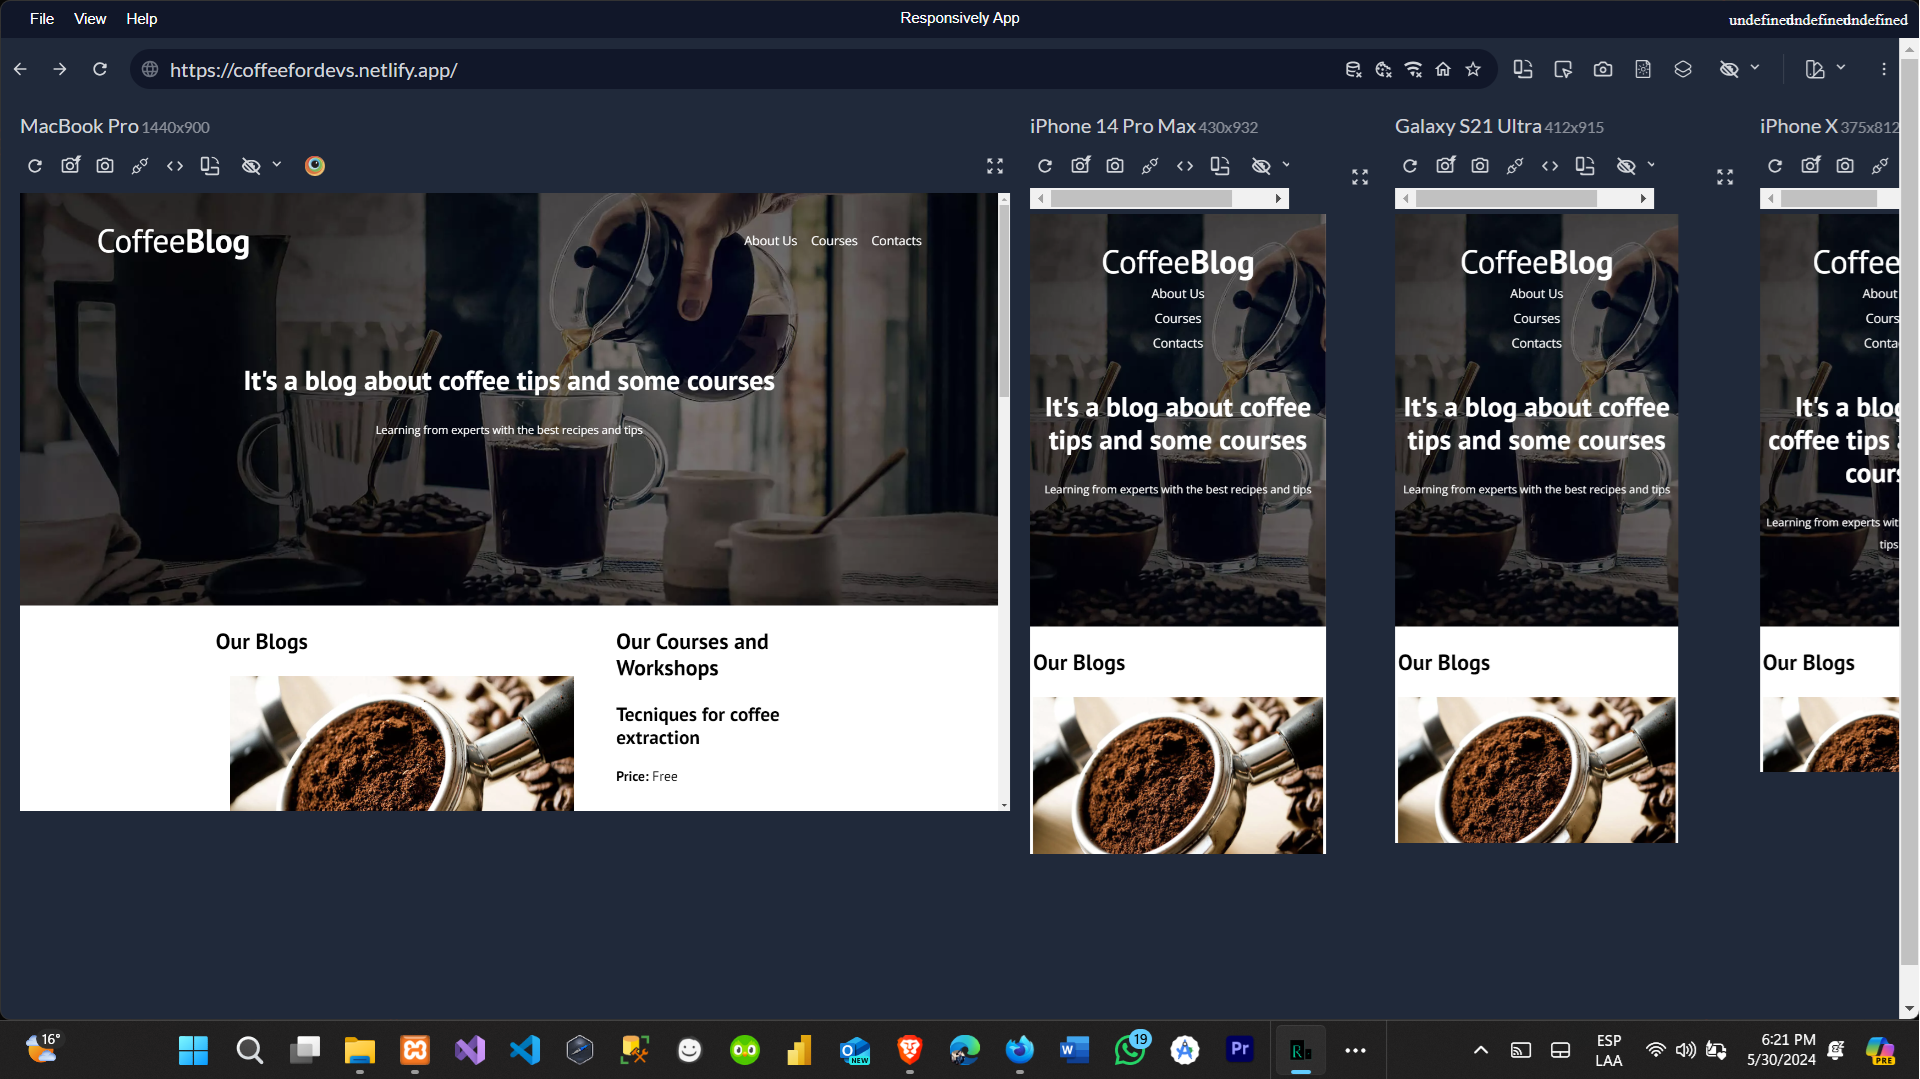 File View Help
Responsively App
undefinedundefinedundefined
https://coffeefordevs.netlify.app/
MacBook Pro 1440x900
CoffeeBlog
About Us Courses Contacts
It's a blog about coffee tips and some courses
Learning from experts with the best recipes and tips
Our Blogs
Our Courses and
Workshops
Tecniques for coffee
extraction
Price: Free
iPhone 14 Pro Max 430x932
CoffeeBlog
About Us
Courses
Contacts
It's a blog about coffee
tips and some courses
Learning from experts with the best recipes and tips
Our Blogs
Galaxy S21 Ultra 412x915
CoffeeBlog
About Us
Courses
Contacts
It's a blog about coffee
tips and some courses
Learning from experts with the best recipes and tips
Our Blogs
iPhone X 375x812
Coffee
About
Cours
Conta
It's a blog
coffee tips
cours
Learning from experts wit
tips
Our Blogs
16°
NEW
19
Pr
R
ESP
LAA
6:21 PM
5/30/2024
PRE